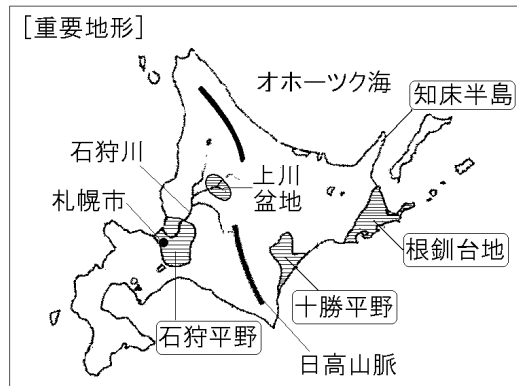 [重要地形]
オホーツク海
知床半島
石狩川
上川
盆地
札幌市
根釧台地
十勝平野
石狩平野
日高山脈